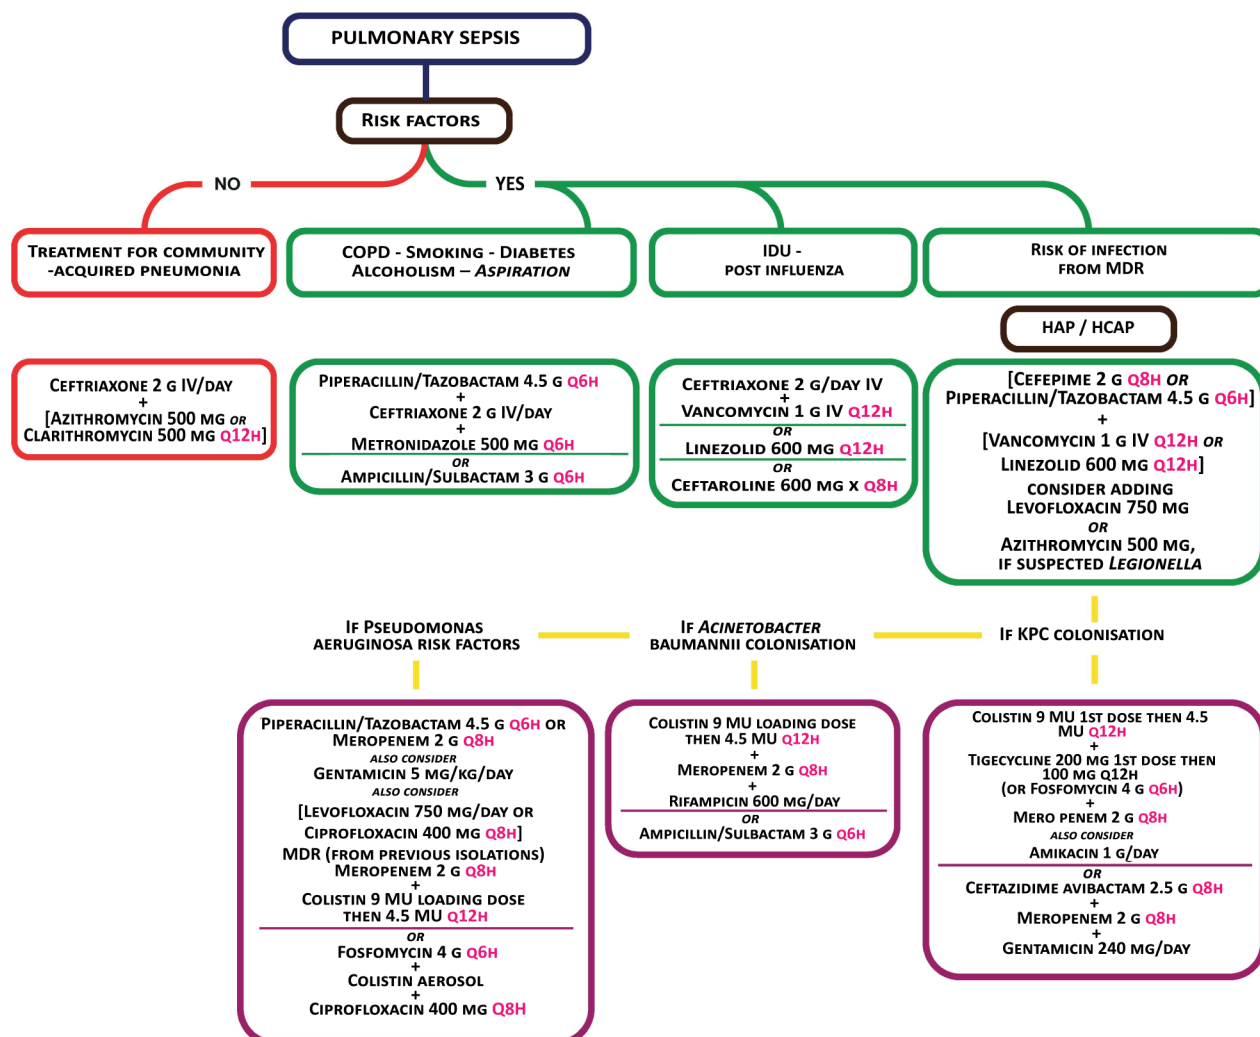 PULMONARY SEPSIS
RISK FACTORS
NO
YES
TREATMENT FOR COMMUNITY
-ACQUIRED PNEUMONIA
COPD - SMOKING - DIABETES
ALCOHOLISM – ASPIRATION
IDU -
POST INFLUENZA
RISK OF INFECTION
FROM MDR
HAP / HCAP
CEFTRIAXONE 2 G IV/DAY
+
[AZITHROMYCIN 500 MG OR
CLARITHROMYCIN 500 MG Q12H]
PIPERACILLIN/TAZOBACTAM 4.5 G Q6H
+
CEFTRIAXONE 2 G IV/DAY
+
METRONIDAZOLE 500 MG Q6H
OR
AMPICILLIN/SULBACTAM 3 G Q6H
CEFTRIAXONE 2 G/DAY IV
+
VANCOMYCIN 1 G IV Q12H
OR
LINEZOLID 600 MG Q12H
OR
CEFTAROLINE 600 MG X Q8H
[CEFEPIME 2 G Q8H OR
PIPERACILLIN/TAZOBACTAM 4.5 G Q6H]
+
[VANCOMYCIN 1 G IV Q12H OR
LINEZOLID 600 MG Q12H]
CONSIDER ADDING
LEVOFLOXACIN 750 MG
OR
AZITHROMYCIN 500 MG,
IF SUSPECTED LEGIONELLA
IF PSEUDOMONAS
AERUGINOSA RISK FACTORS
IF ACINETOBACTER
BAUMANNII COLONISATION
IF KPC COLONISATION
PIPERACILLIN/TAZOBACTAM 4.5 G Q6H OR
MEROPENEM 2 G Q8H
ALSO CONSIDER
GENTAMICIN 5 MG/KG/DAY
ALSO CONSIDER
[LEVOFLOXACIN 750 MG/DAY OR
CIPROFLOXACIN 400 MG Q8H]
MDR (FROM PREVIOUS ISOLATIONS)
MEROPENEM 2 G Q8H
+
COLISTIN 9 MU LOADING DOSE
THEN 4.5 MU Q12H
OR
FOSFOMYCIN 4 G Q6H
+
COLISTIN AEROSOL
+
CIPROFLOXACIN 400 MG Q8H
COLISTIN 9 MU LOADING DOSE
THEN 4.5 MU Q12H
+
MEROPENEM 2 G Q8H
+
RIFAMPICIN 600 MG/DAY
OR
AMPICILLIN/SULBACTAM 3 G Q6H
COLISTIN 9 MU 1ST DOSE THEN 4.5
MU Q12H
+
TIGECYCLINE 200 MG 1ST DOSE THEN
100 MG Q12H
(OR FOSFOMYCIN 4 G Q6H)
+
MERO PENEM 2 G Q8H
ALSO CONSIDER
AMIKACIN 1 G/DAY
OR
CEFTAZIDIME AVIBACTAM 2.5 G Q8H
+
MEROPENEM 2 G Q8H
+
GENTAMICIN 240 MG/DAY